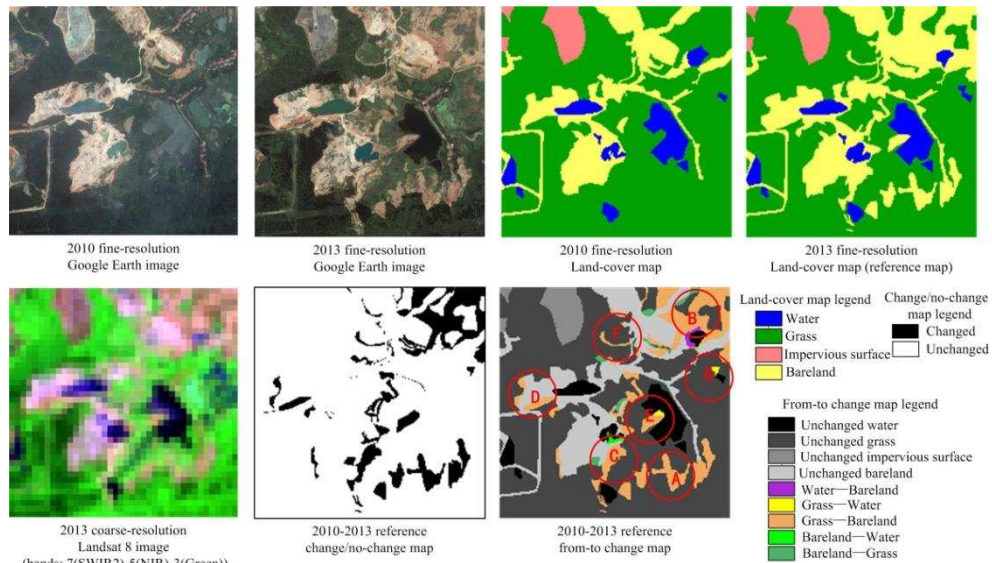 2010 fine-resolution
Google Earth image
2013 fine-resolution
Google Earth image
2010 fine-resolution
Land-cover map
2013 fine-resolution
Land-cover map (reference map)
B
F
G
D
E
C
A
2013 coarse-resolution
Landsat 8 image
(bands: 7(SWIR2)-5(NIR)-3(Green))
2010-2013 reference
change/no-change map
2010-2013 reference
from-to change map
Land-cover map legend
Water
Grass
Impervious surface
Bareland
Change/no-change
map legend
Changed
Unchanged
From-to change map legend
Unchanged water
Unchanged grass
Unchanged impervious surface
Unchanged bareland
Water—Bareland
Grass—Water
Grass—Bareland
Bareland—Water
Bareland—Grass